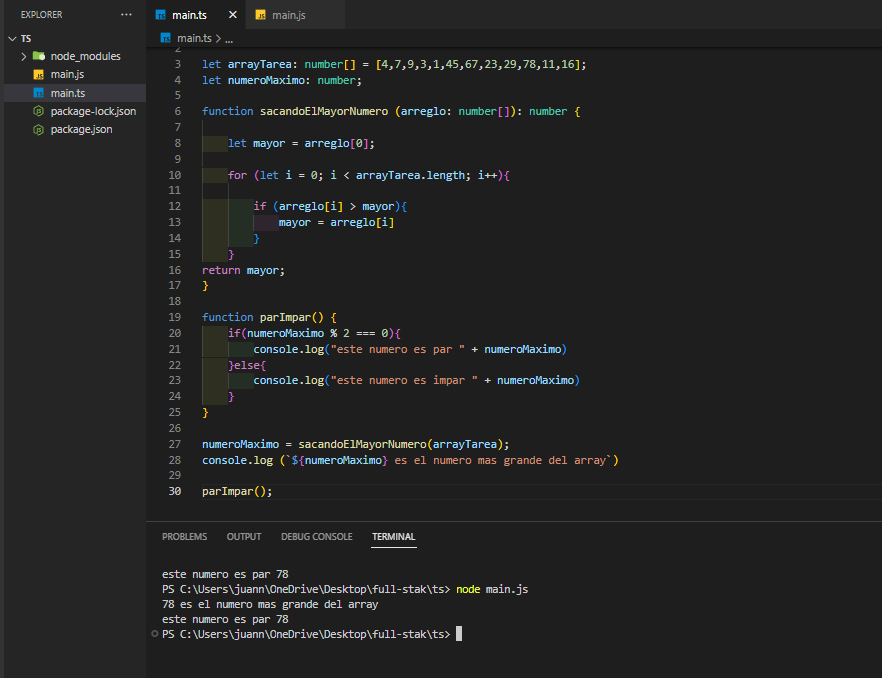 EXPLORER ...
TS main.ts × JS main.js
TS
TS main.ts > ...
node_modules
JS main.js
TS main.ts
package-lock.json
package.json
2
3 let arrayTarea: number[] = [4,7,9,3,1,45,67,23,29,78,11,16];
4 let numeroMaximo: number;
5
6 function sacandoElMayorNumero (arreglo: number[]): number {
7
8 let mayor = arreglo[0];
9
10 for (let i = 0; i < arrayTarea.length; i++){
11
12 if (arreglo[i] > mayor){
13 mayor = arreglo[i]
14 }
15 }
16 return mayor;
17 }
18
19 function parImpar() {
20 if(numeroMaximo % 2 === 0){
21 console.log("este numero es par " + numeroMaximo)
22 }else{
23 console.log("este numero es impar " + numeroMaximo)
24 }
25 }
26
27 numeroMaximo = sacandoElMayorNumero(arrayTarea);
28 console.log (`${numeroMaximo} es el numero mas grande del array`)
29
30 parImpar();
PROBLEMS OUTPUT DEBUG CONSOLE TERMINAL
este numero es par 78
PS C:\Users\juann\OneDrive\Desktop\full-stak\ts> node main.js
78 es el numero mas grande del array
este numero es par 78
PS C:\Users\juann\OneDrive\Desktop\full-stak\ts>